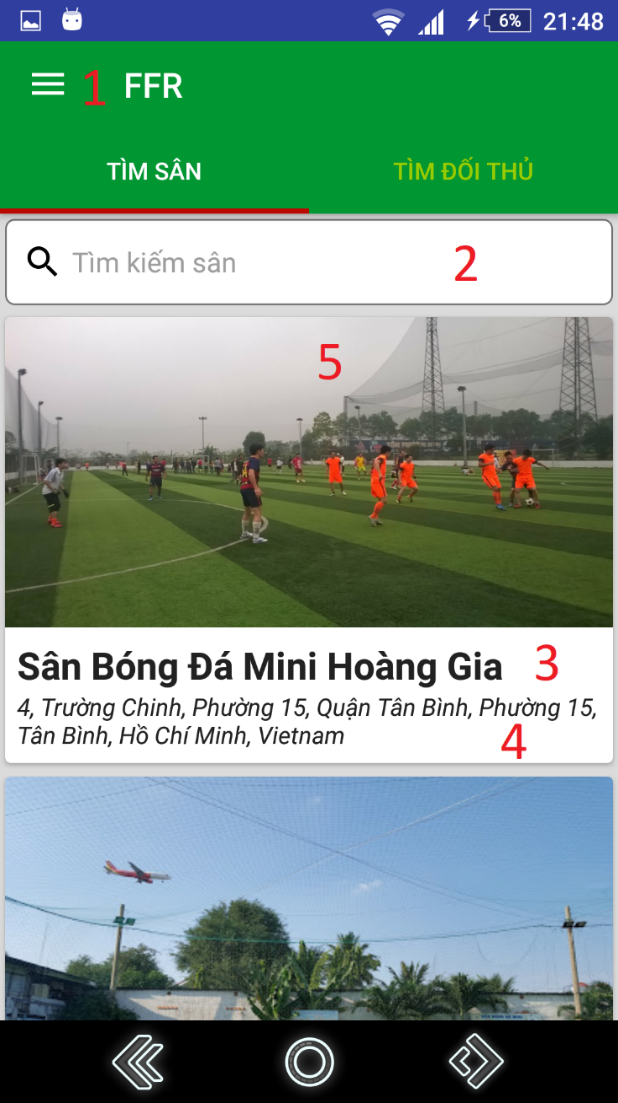 6% 21:48
1 FFR
TÌM SÂN TÌM ĐỐI THỦ
Tìm kiếm sân 2
5
Sân Bóng Đá Mini Hoàng Gia 3
4, Trường Chinh, Phường 15, Quận Tân Bình, Phường 15,
Tân Bình, Hồ Chí Minh, Vietnam
4